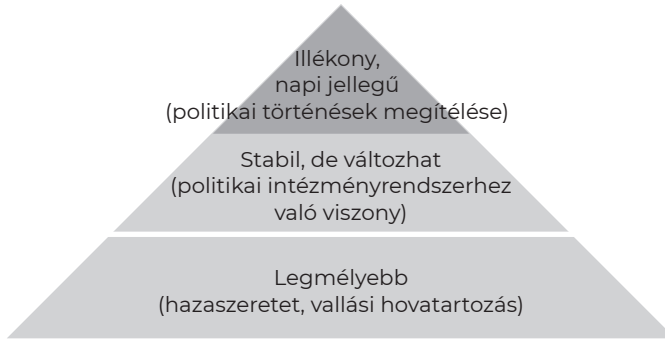 Illékony,
napi jellegű
(politikai történések megítélése)
Stabil, de változhat
(politikai intézményrendszerhez
való viszony)
Legmélyebb
(hazaszeretet, vallási hovatartozás)